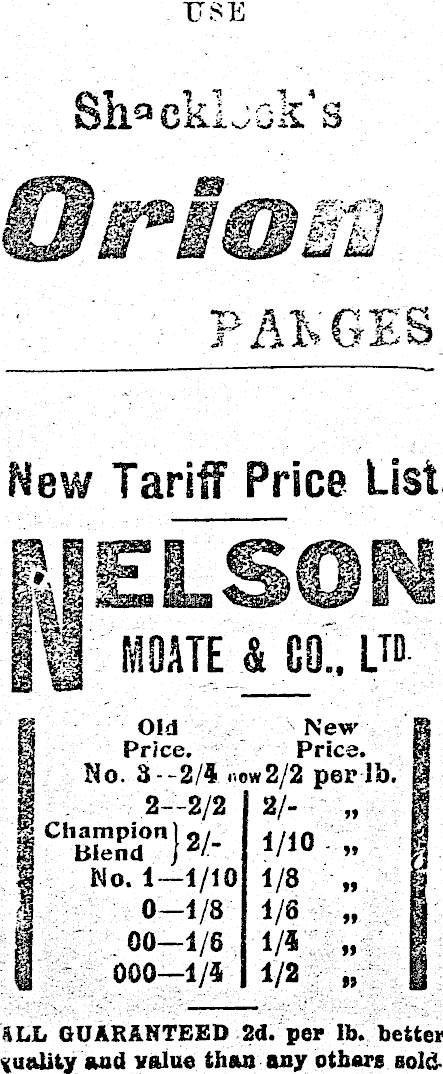 USE
Shacklock's
Orion
RANGES
New Tariff Price List.
NELSON
MOATE & CO., LTD.
Old Price. New Price.
No. 3--2/4 now 2/2 per lb.
2--2/2 2/- „
Champion Blend } 2/- 1/10 „
No. 1—1/10 1/8 „
0—1/8 1/6 „
00—1/6 1/4 „
000—1/4 1/2 „
ALL GUARANTEED 2d. per lb. better
quality and value than any others sold.